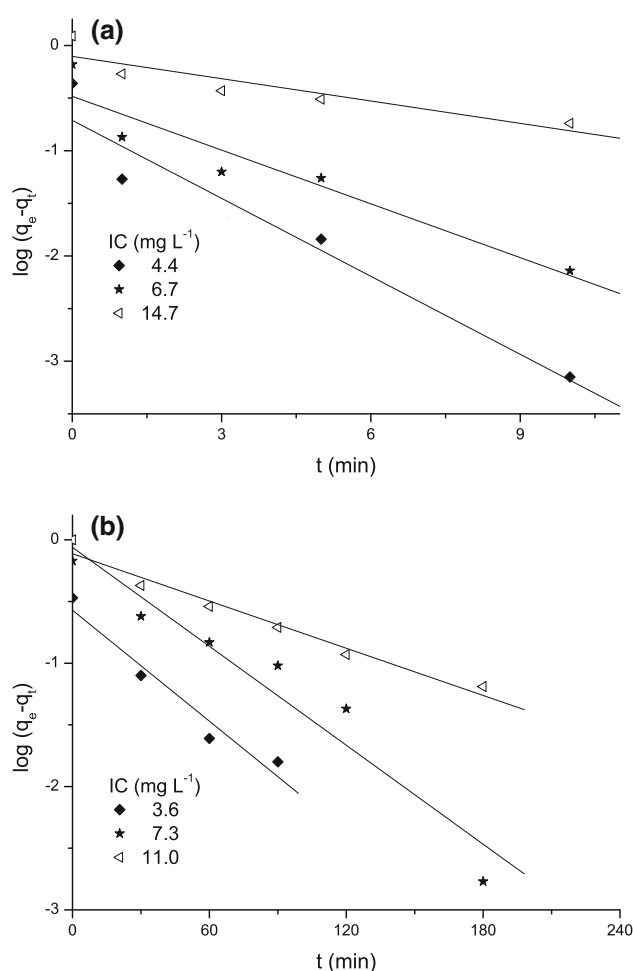 (a)
0
-1
-2
-3
log (qₑ-qₜ)
IC (mg L⁻¹)
4.4
6.7
14.7
0 3 6 9
t (min)
(b)
0
-1
-2
-3
log (qₑ-qₜ)
IC (mg L⁻¹)
3.6
7.3
11.0
0 60 120 180 240
t (min)